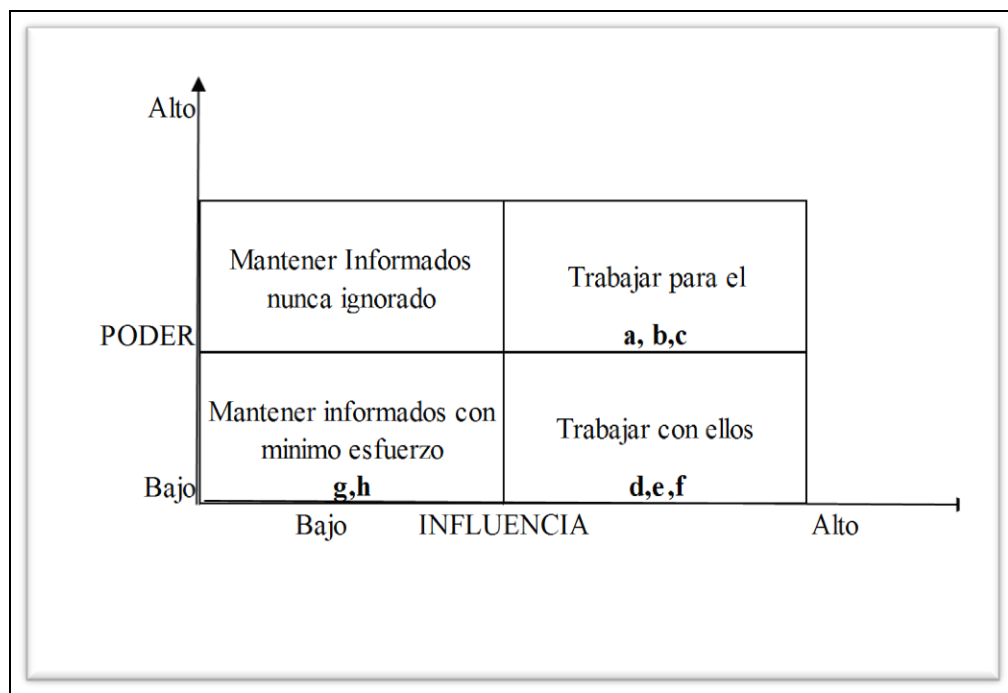 Alto
Mantener Informados
nunca ignorado
Trabajar para el
a, b,c
PODER
Mantener informados con
minimo esfuerzo
g,h
Trabajar con ellos
d,e,f
Bajo
Bajo
INFLUENCIA
Alto